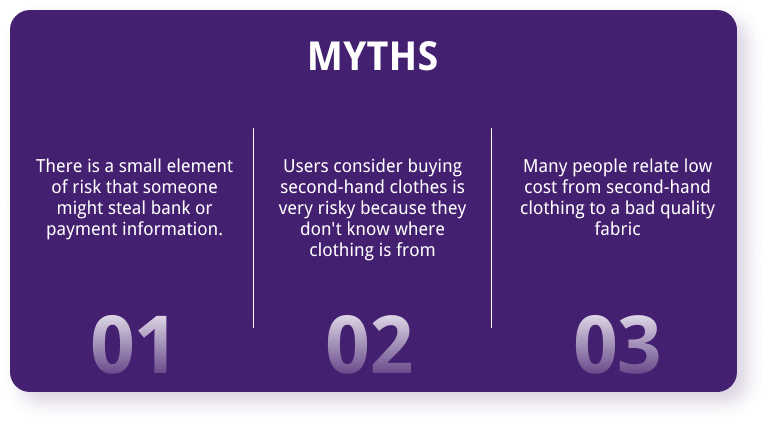 MYTHS
There is a small element
of risk that someone
might steal bank or
payment information.
01
Users consider buying
second-hand clothes is
very risky because they
don't know where
clothing is from
02
Many people relate low
cost from second-hand
clothing to a bad quality
fabric
03